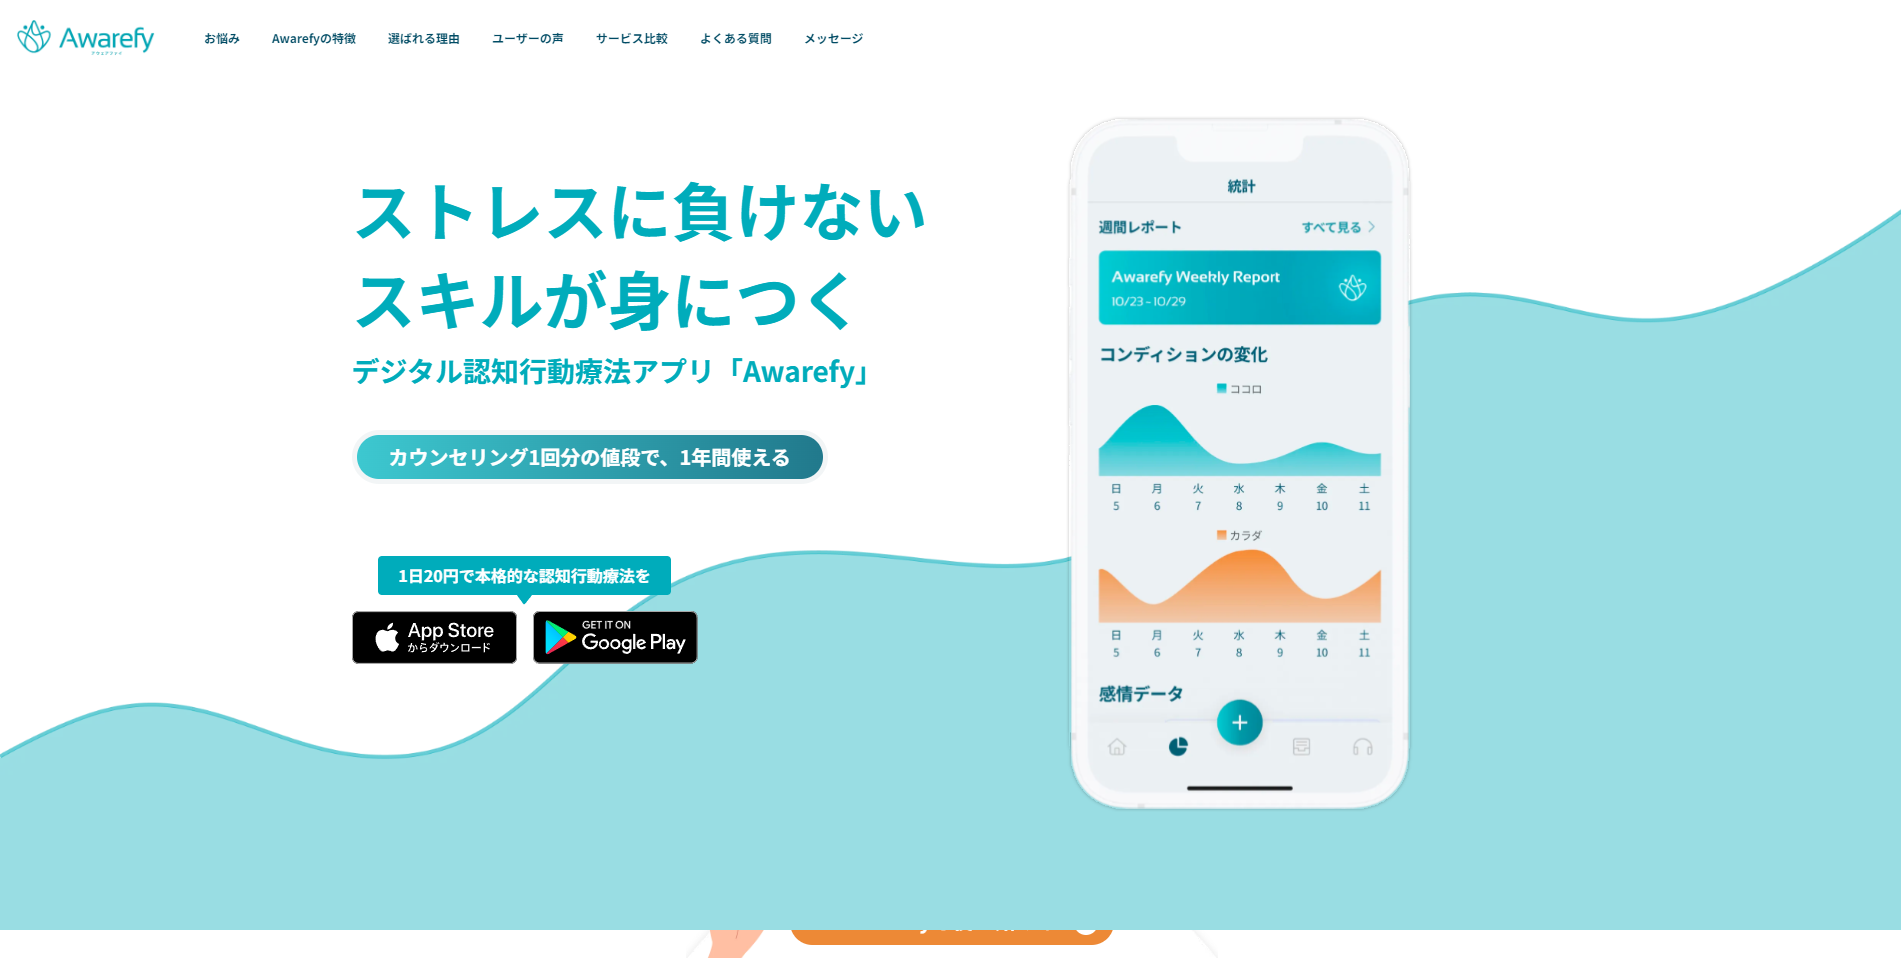 Awarefy
アウェアファイ
お悩み
Awarefyの特徴
選ばれる理由
ユーザーの声
サービス比較
よくある質問
メッセージ
ストレスに負けない
スキルが身につく
デジタル認知行動療法アプリ「Awarefy」
カウンセリング1回分の値段で、1年間使える
1日20円で本格的な認知行動療法を
App Store
からダウンロード
GET IT ON
Google Play
統計
週間レポート
すべて見る
Awarefy Weekly Report
10/23 - 10/29
コンディションの変化
ココロ
日 月 火 水 木 金 土
5 6 7 8 9 10 11
カラダ
日 月 火 水 木 金 土
5 6 7 8 9 10 11
感情データ